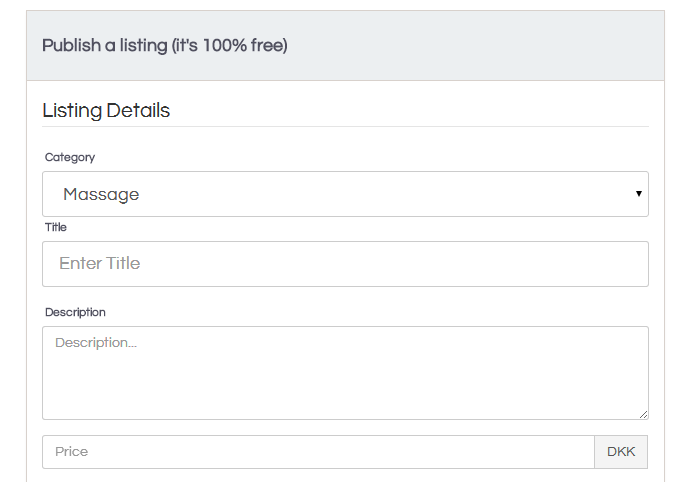 Publish a listing (it's 100% free)
Listing Details
Category
Massage
Title
Enter Title
Description
Description...
Price
DKK